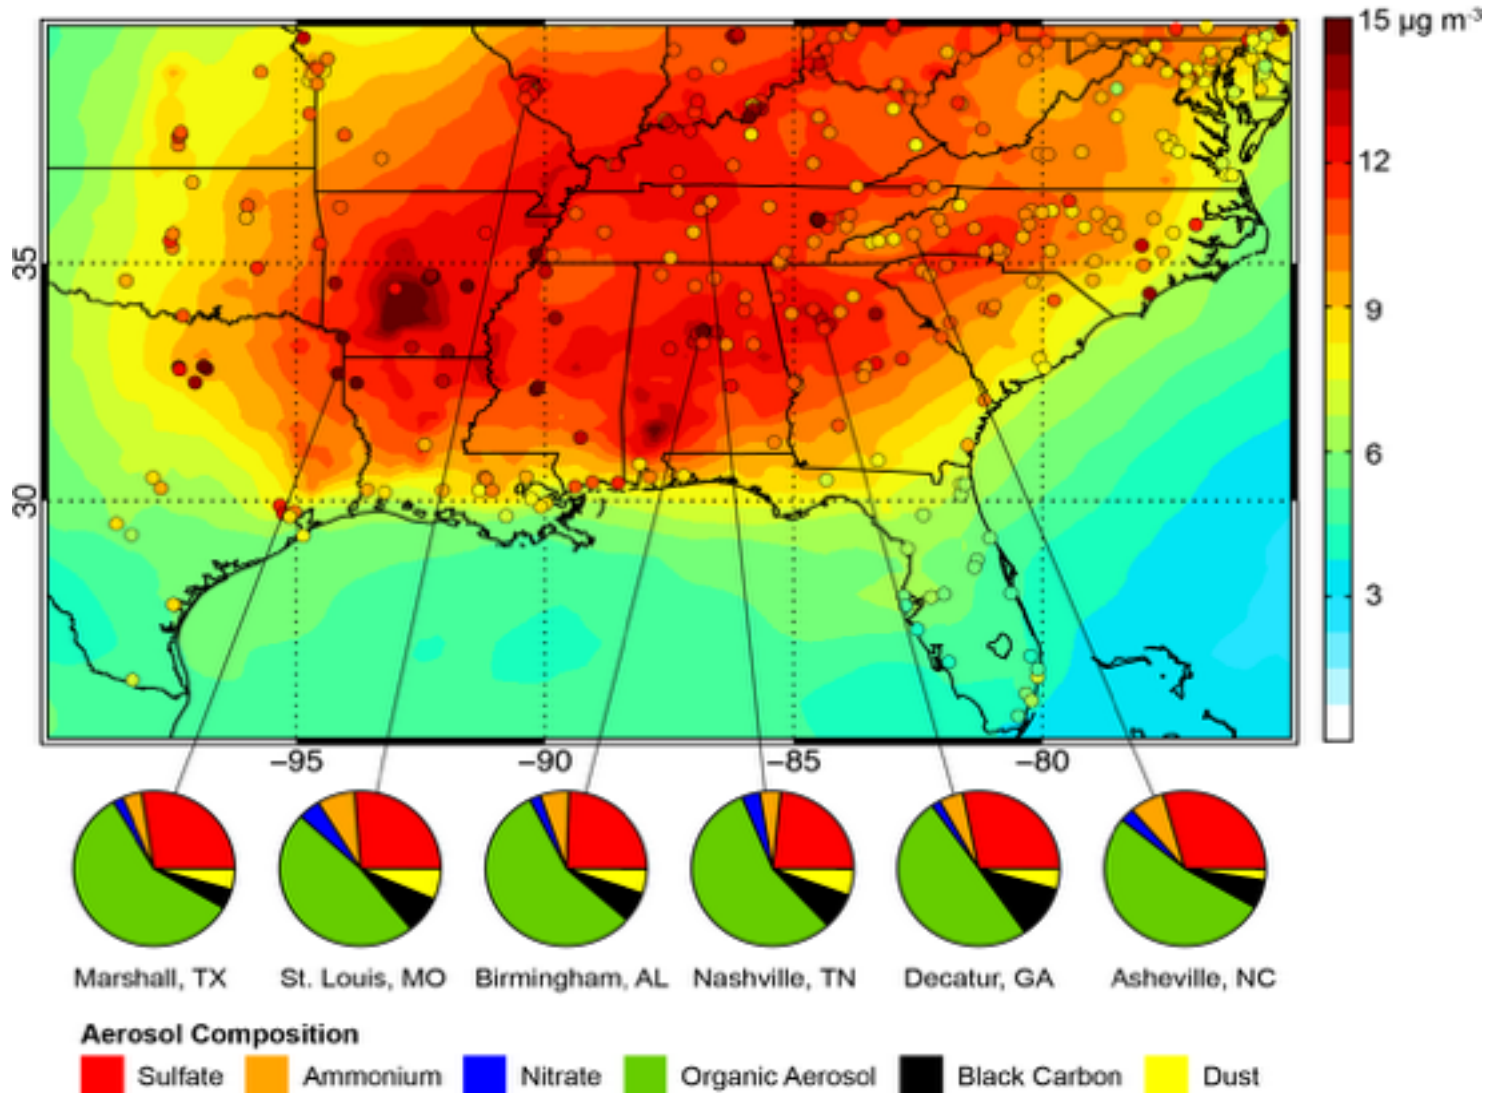 15 µg m-3
12
9
6
3
35
30
−95 −90 −85 −80
Marshall, TX St. Louis, MO Birmingham, AL Nashville, TN Decatur, GA Asheville, NC
Aerosol Composition
Sulfate Ammonium Nitrate Organic Aerosol Black Carbon Dust